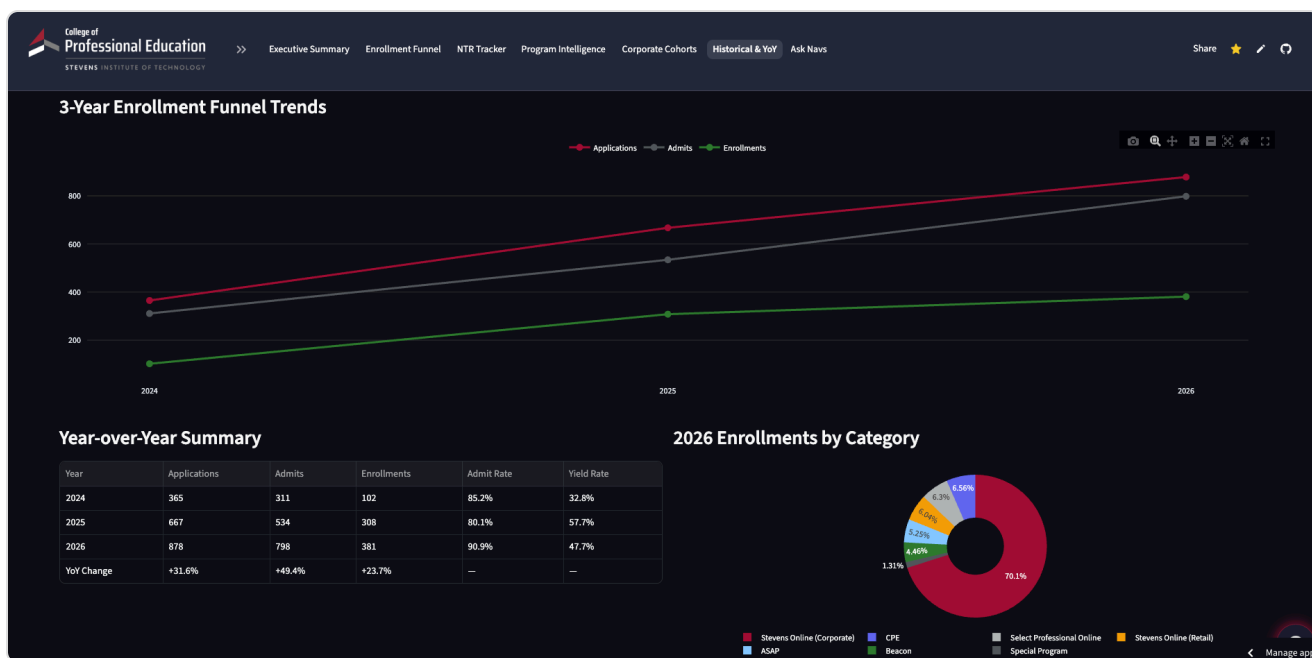 College of
Professional Education
STEVENS INSTITUTE OF TECHNOLOGY
Executive Summary Enrollment Funnel NTR Tracker Program Intelligence Corporate Cohorts Historical & YoY Ask Navs
Share
3-Year Enrollment Funnel Trends
Applications Admits Enrollments
800
600
400
200
2024 2025 2026
Year-over-Year Summary
Year Applications Admits Enrollments Admit Rate Yield Rate
2024 365 311 102 85.2% 32.8%
2025 667 534 308 80.1% 57.7%
2026 878 798 381 90.9% 47.7%
YoY Change +31.6% +49.4% +23.7% — —
2026 Enrollments by Category
6.56%
6.3%
6.04%
5.25%
4.46%
1.31%
70.1%
Stevens Online (Corporate) CPE Select Professional Online Stevens Online (Retail)
ASAP Beacon Special Program
Manage app